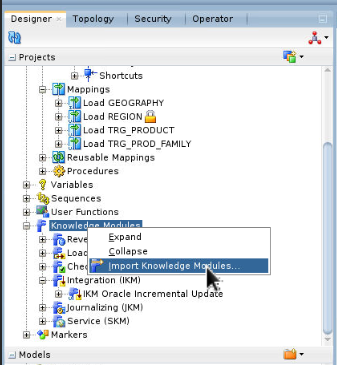 Designer × Topology Security Operator
Projects
Shortcuts
Mappings
Load GEOGRAPHY
Load REGION
Load TRG_PRODUCT
Load TRG_PROD_FAMILY
Reusable Mappings
Procedures
Variables
Sequences
User Functions
Knowledge Modules
Expand
Reve
Collapse
Loa
Import Knowledge Modules...
Chec
Integration (IKM)
IKM Oracle Incremental Update
Journalizing (JKM)
Service (SKM)
Markers
Models